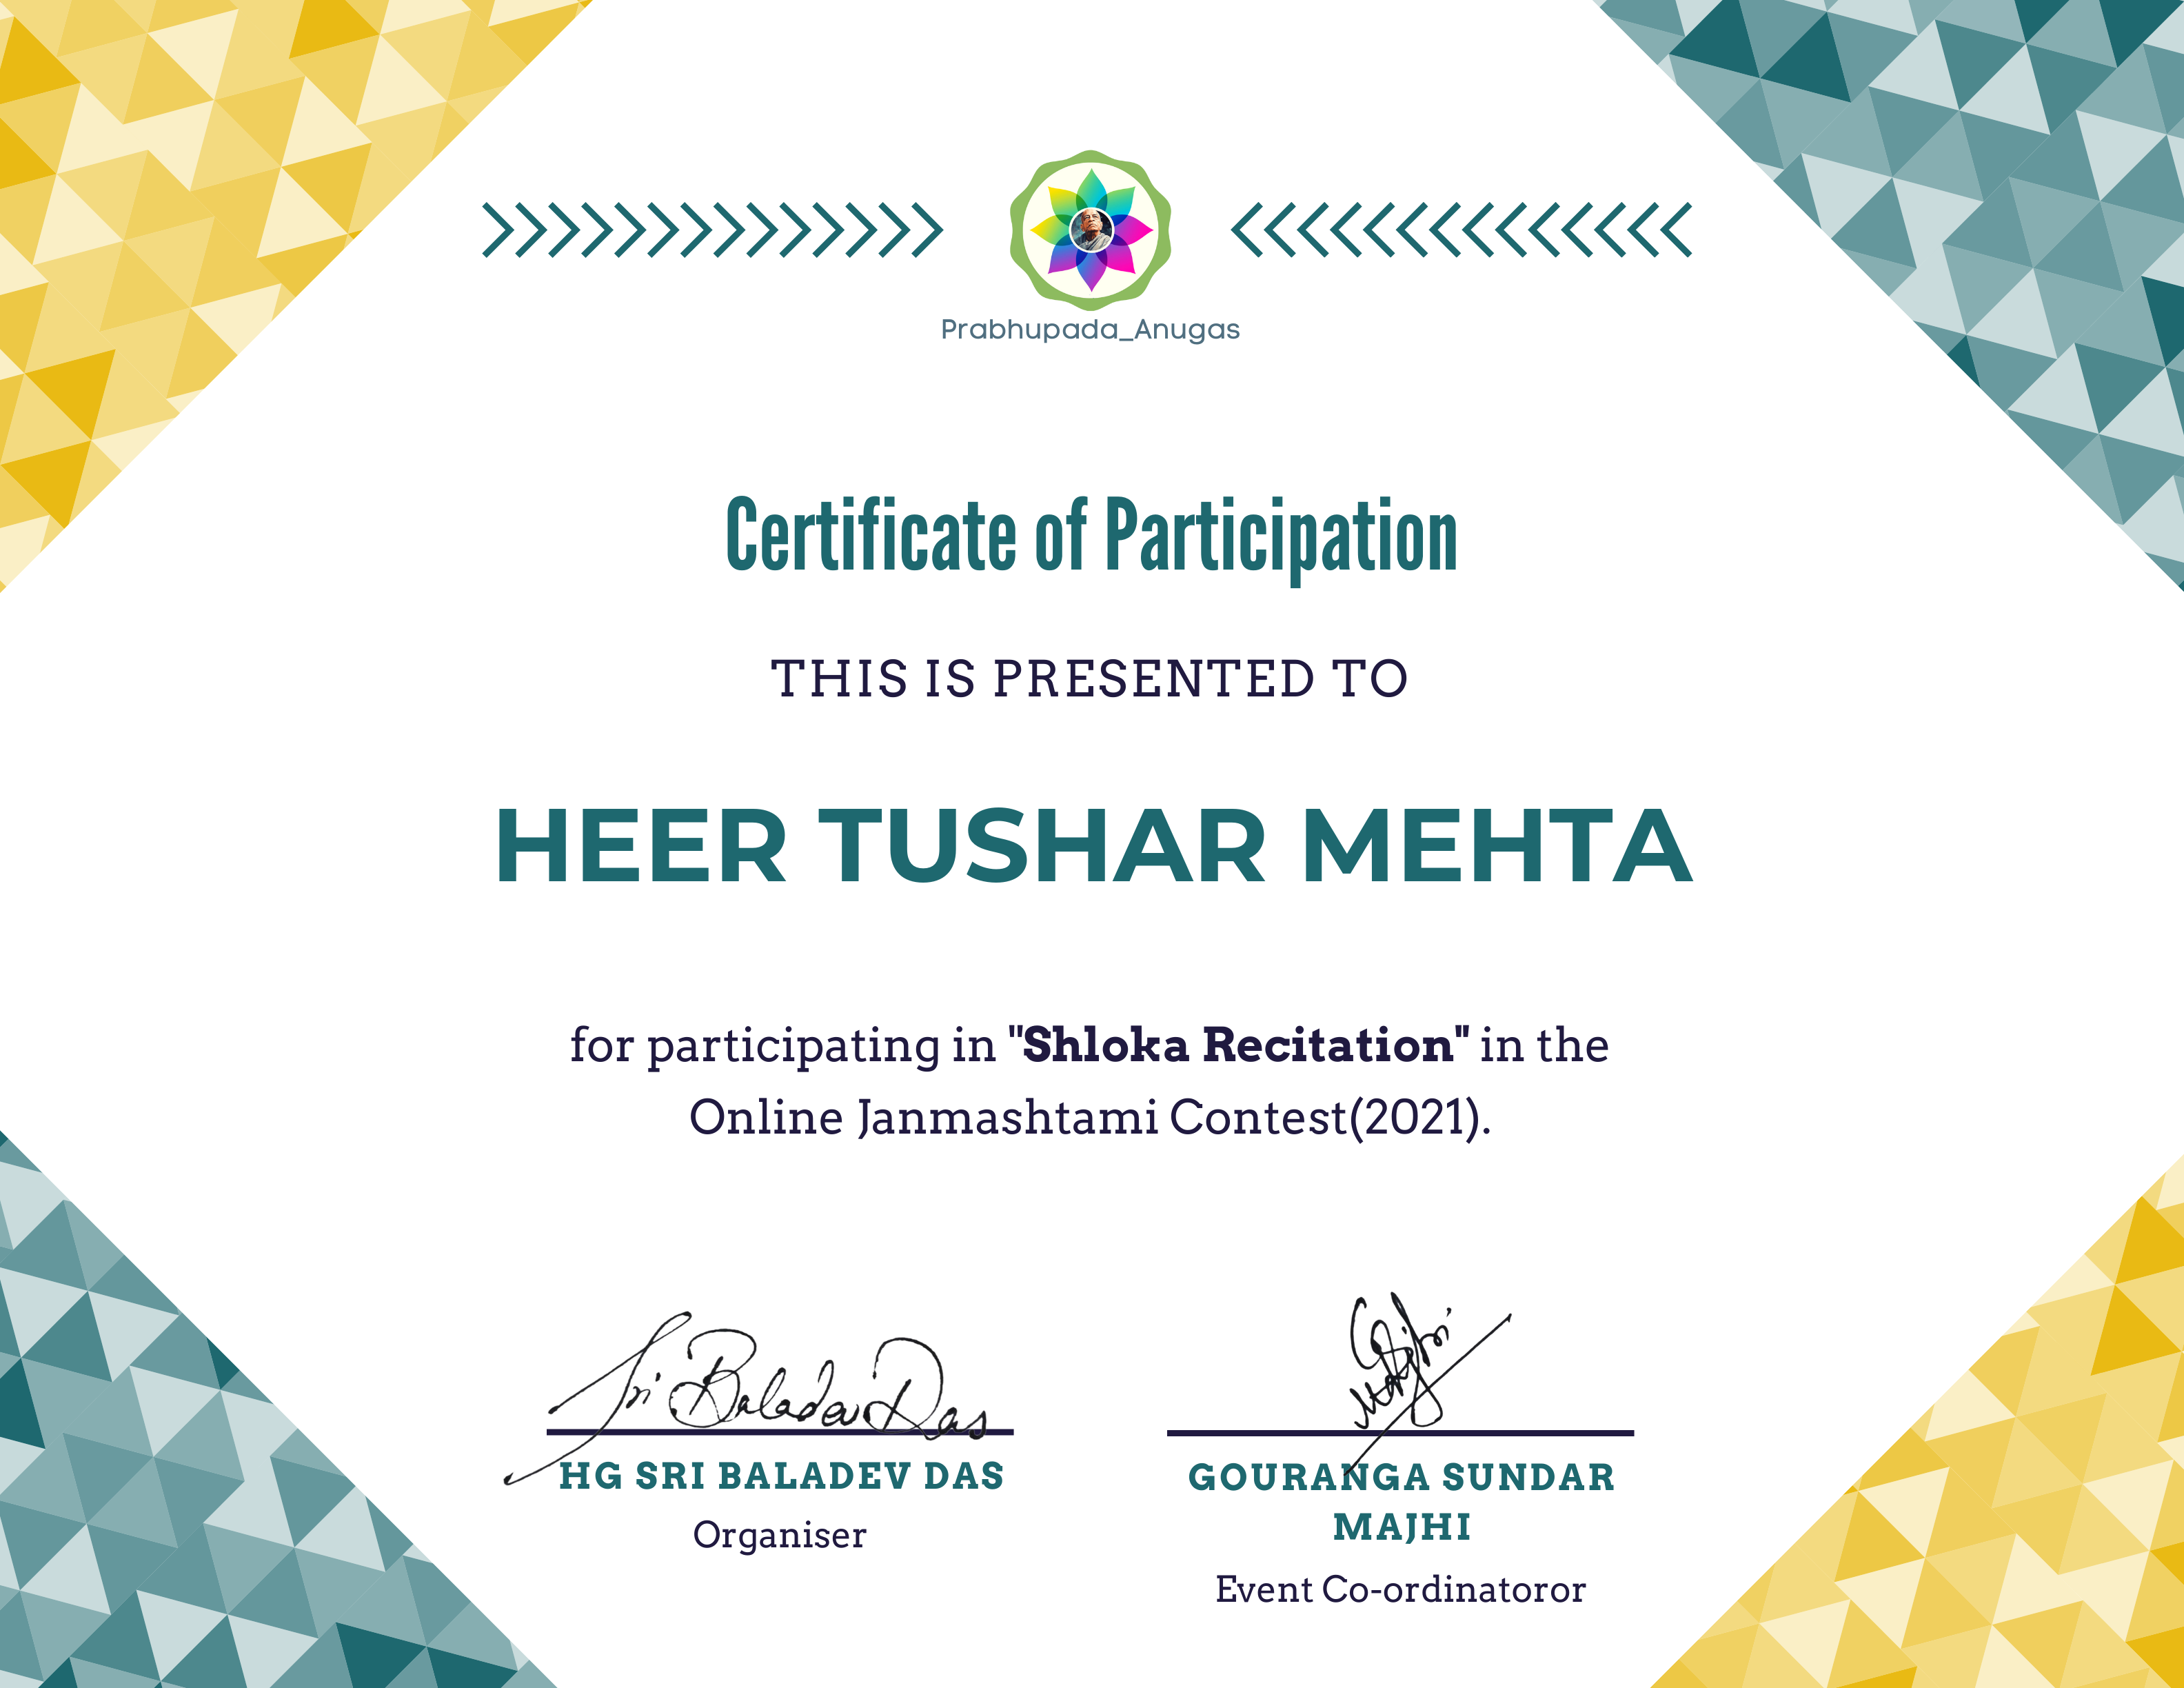 Prabhupada_Anugas
Certificate of Participation
THIS IS PRESENTED TO
HEER TUSHAR MEHTA
for participating in "Shloka Recitation" in the
Online Janmashtami Contest(2021).
Sri Baladev Das
HG SRI BALADEV DAS
Organiser
GOURANGA SUNDAR
MAJHI
Event Co-ordinatoror